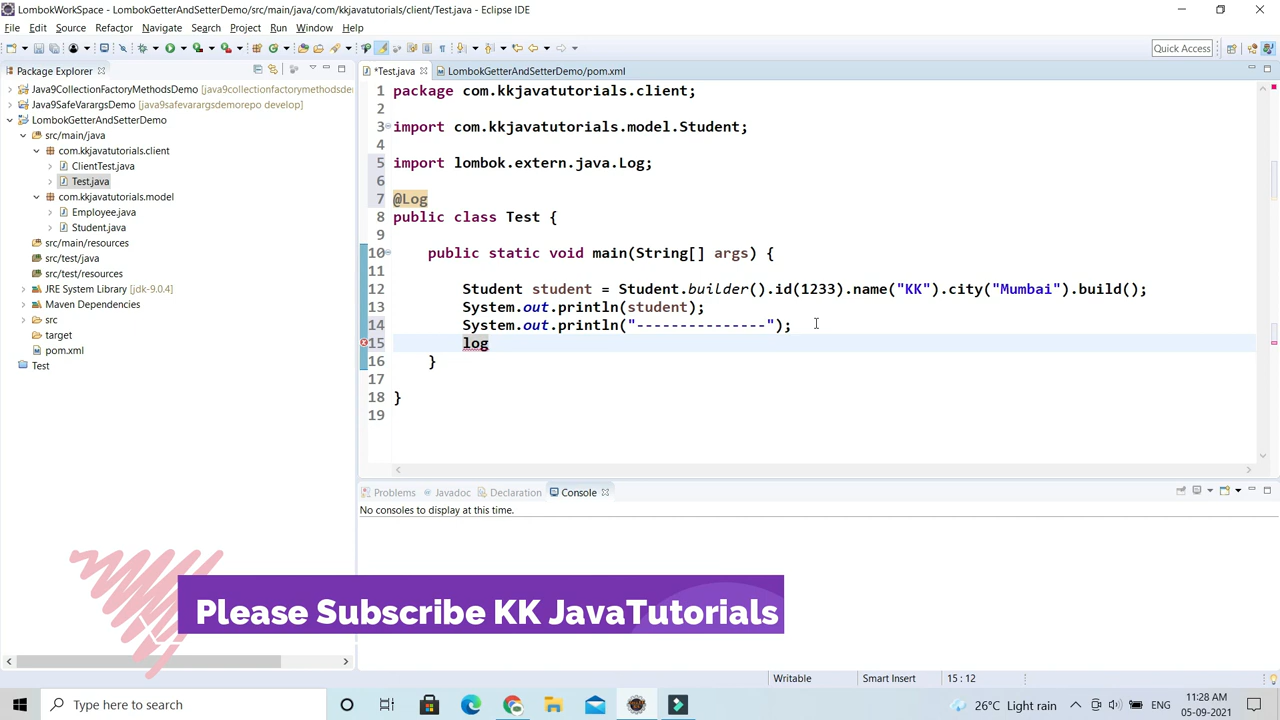 LombokWorkSpace - LombokGetterAndSetterDemo/src/main/java/com/kkjavatutorials/client/Test.java - Eclipse IDE
File Edit Source Refactor Navigate Search Project Run Window Help
Quick Access
Package Explorer
*Test.java
LombokGetterAndSetterDemo/pom.xml
Java9CollectionFactoryMethodsDemo [java9collectionfactorymethodsdem
Java9SafeVarargsDemo [java9safevarargsdemorepo develop]
LombokGetterAndSetterDemo
src/main/java
com.kkjavatutorials.client
ClientTest.java
Test.java
com.kkjavatutorials.model
Employee.java
Student.java
src/main/resources
src/test/java
src/test/resources
JRE System Library [jdk-9.0.4]
Maven Dependencies
src
target
pom.xml
Test
1 package com.kkjavatutorials.client;
2
3 import com.kkjavatutorials.model.Student;
4
5 import lombok.extern.java.Log;
6
7 @Log
8 public class Test {
9
10 public static void main(String[] args) {
11
12 Student student = Student.builder().id(1233).name("KK").city("Mumbai").build();
13 System.out.println(student);
14 System.out.println("---------------");
15 log
16 }
17
18 }
19
Problems Javadoc Declaration Console
No consoles to display at this time.
Please Subscribe KK JavaTutorials
Writable Smart Insert 15 : 12
Type here to search
26°C Light rain
ENG
11:28 AM
05-09-2021